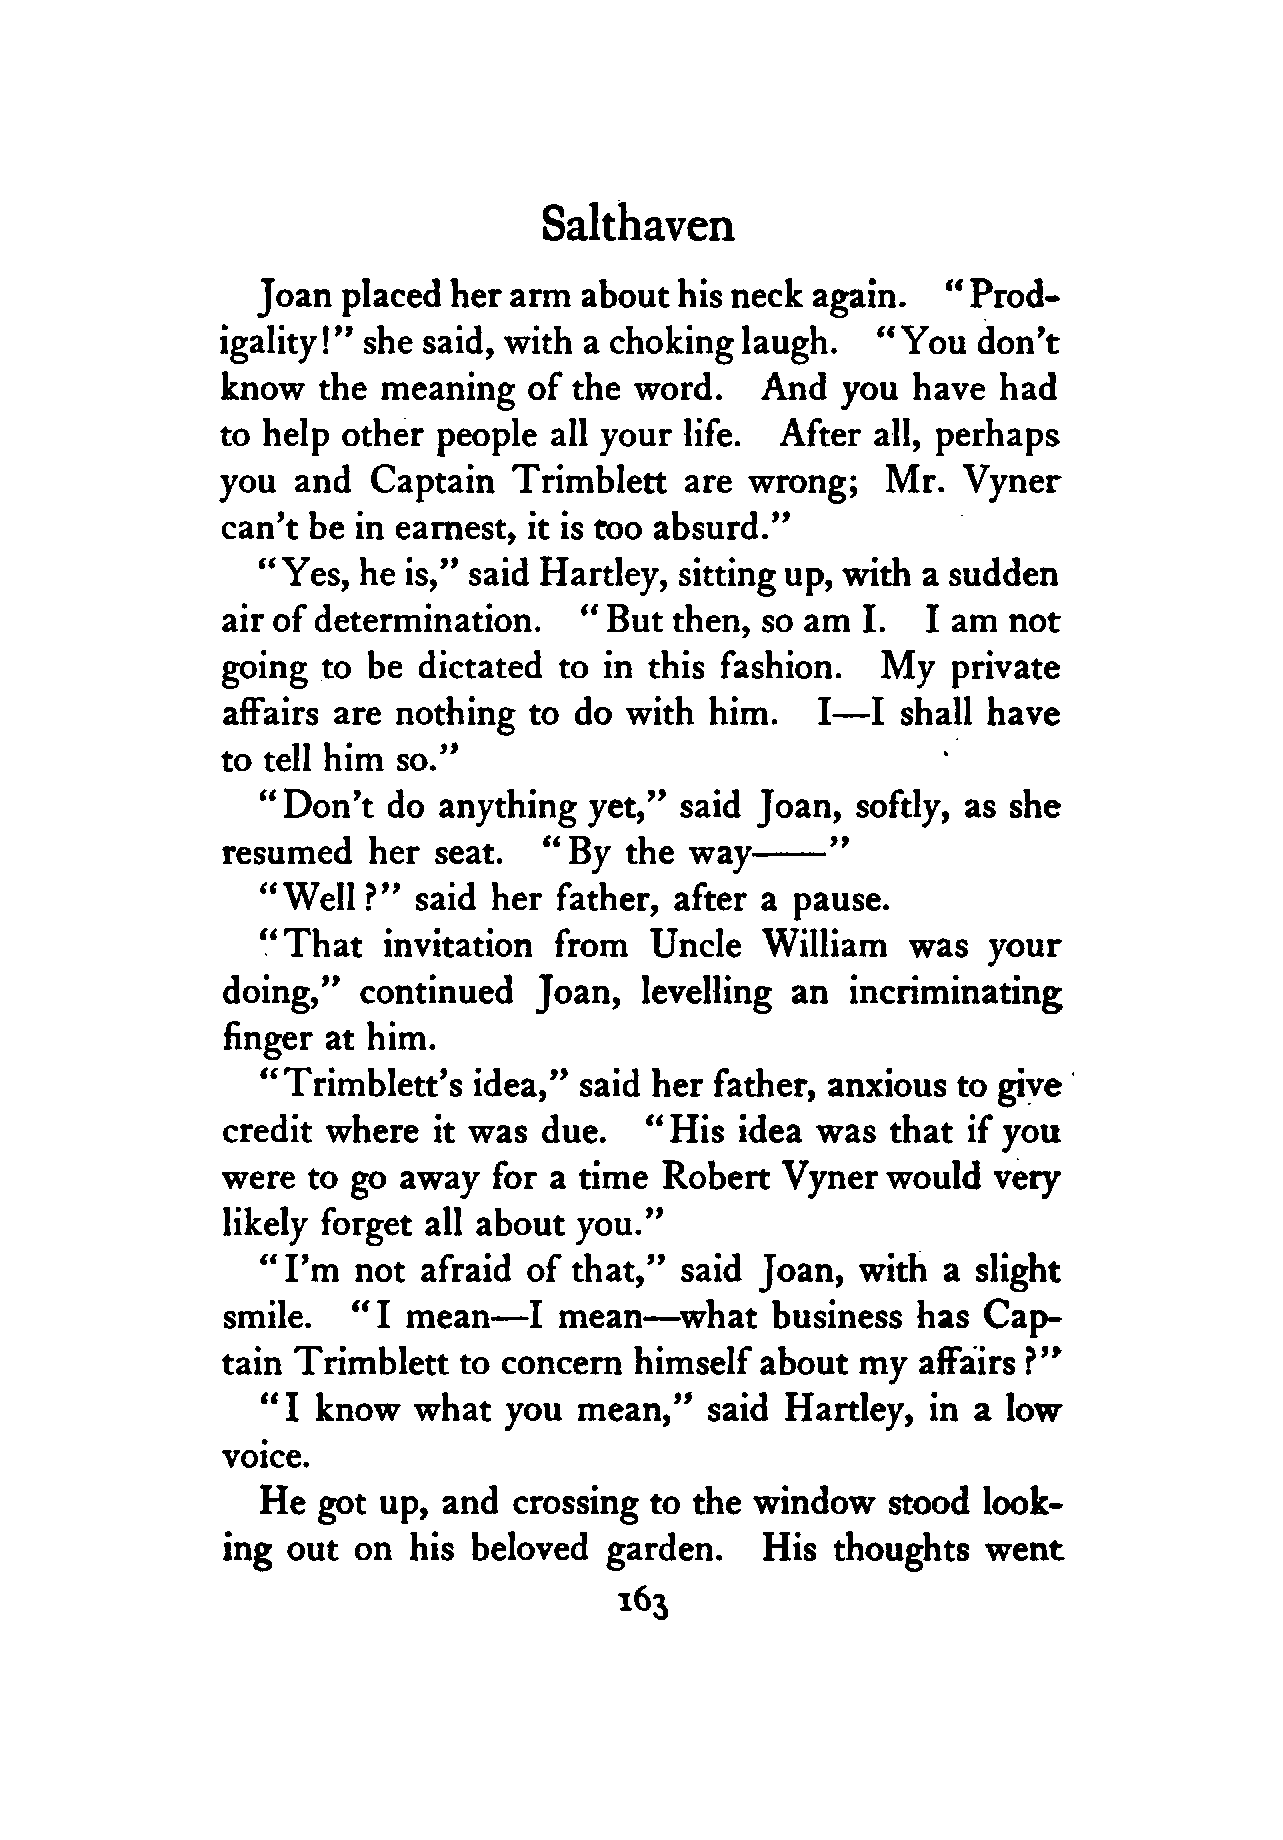 Salthaven
Joan placed her arm about his neck again. "Prod-
igality!" she said, with a choking laugh. "You don't
know the meaning of the word. And you have had
to help other people all your life. After all, perhaps
you and Captain Trimblett are wrong; Mr. Vyner
can't be in earnest, it is too absurd."
"Yes, he is," said Hartley, sitting up, with a sudden
air of determination. "But then, so am I. I am not
going to be dictated to in this fashion. My private
affairs are nothing to do with him. I—I shall have
to tell him so."
"Don't do anything yet," said Joan, softly, as she
resumed her seat. "By the way——"
"Well?" said her father, after a pause.
"That invitation from Uncle William was your
doing," continued Joan, levelling an incriminating
finger at him.
"Trimblett's idea," said her father, anxious to give
credit where it was due. "His idea was that if you
were to go away for a time Robert Vyner would very
likely forget all about you."
"I'm not afraid of that," said Joan, with a slight
smile. "I mean—I mean—what business has Cap-
tain Trimblett to concern himself about my affairs?"
"I know what you mean," said Hartley, in a low
voice.
He got up, and crossing to the window stood look-
ing out on his beloved garden. His thoughts went
163